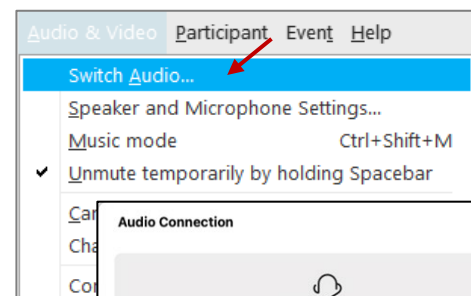 Audio & Video Participant Event Help
Switch Audio...
Speaker and Microphone Settings...
Music mode Ctrl+Shift+M
Unmute temporarily by holding Spacebar
Audio Connection